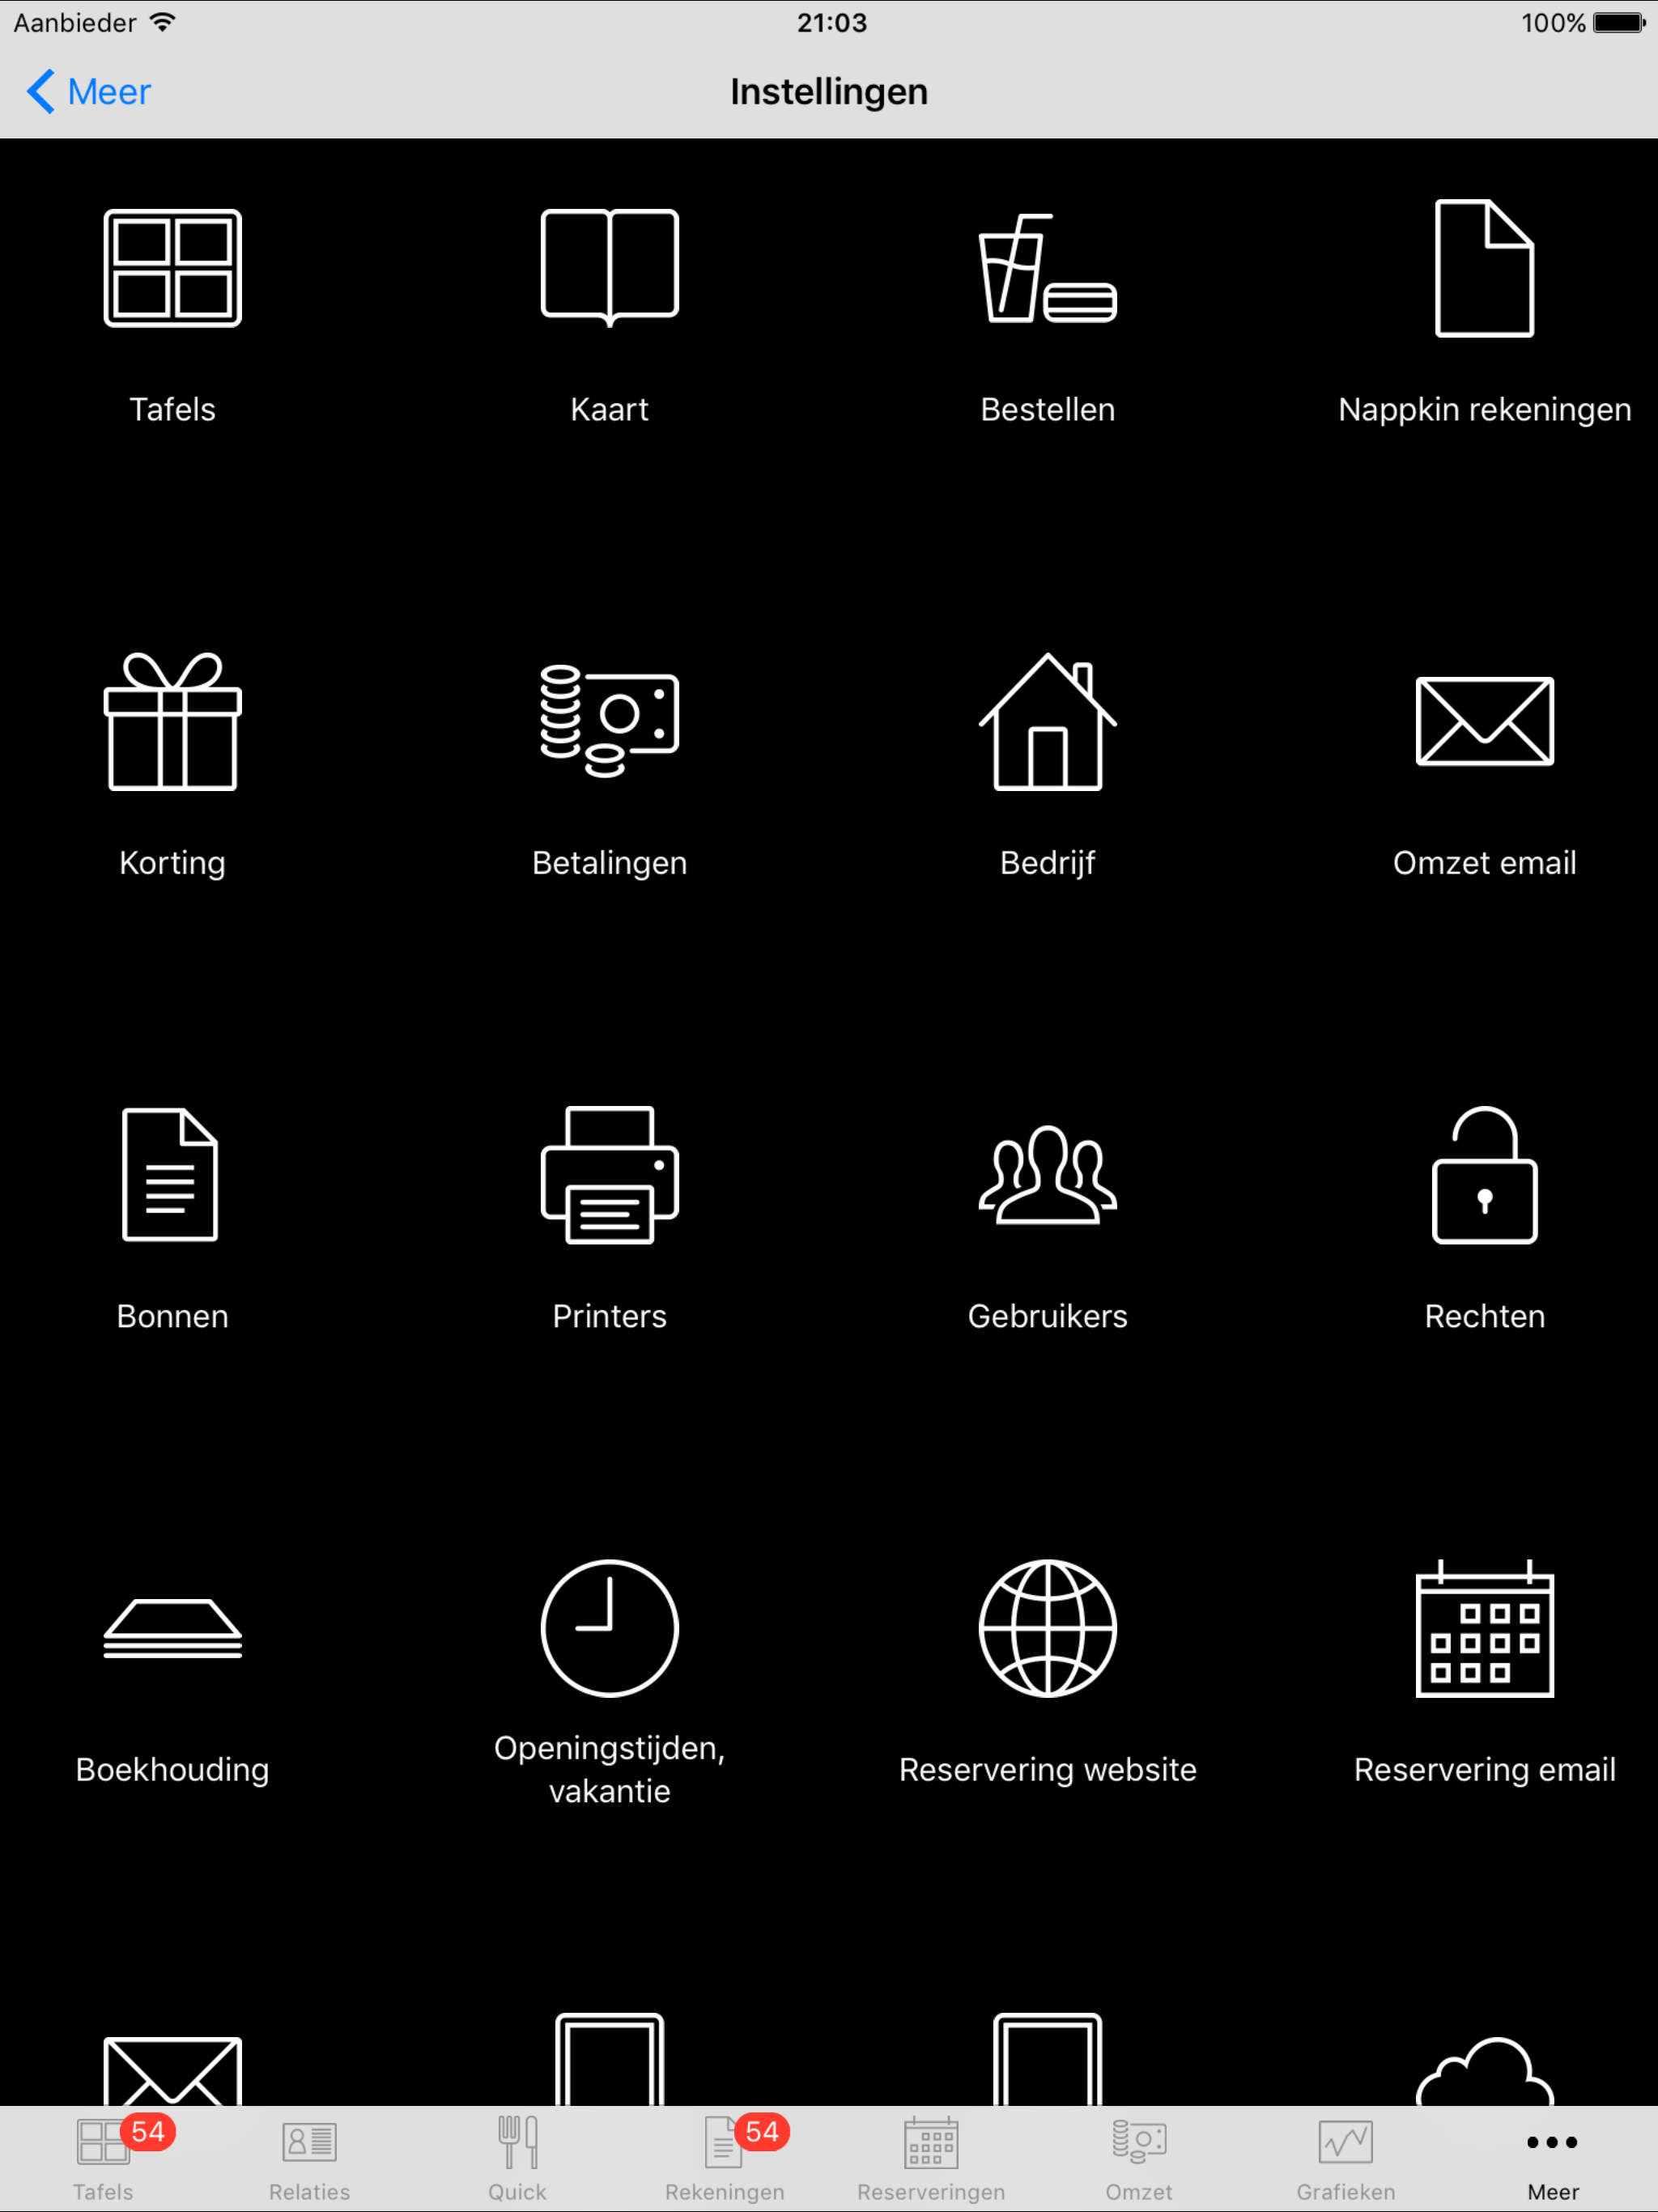 Aanbieder
21:03
100%
Meer
Instellingen
Tafels
Kaart
Bestellen
Nappkin rekeningen
Korting
Betalingen
Bedrijf
Omzet email
Bonnen
Printers
Gebruikers
Rechten
Boekhouding
Openingstijden,
vakantie
Reservering website
Reservering email
54
54
Tafels
Relaties
Quick
Rekeningen
Reserveringen
Omzet
Grafieken
Meer